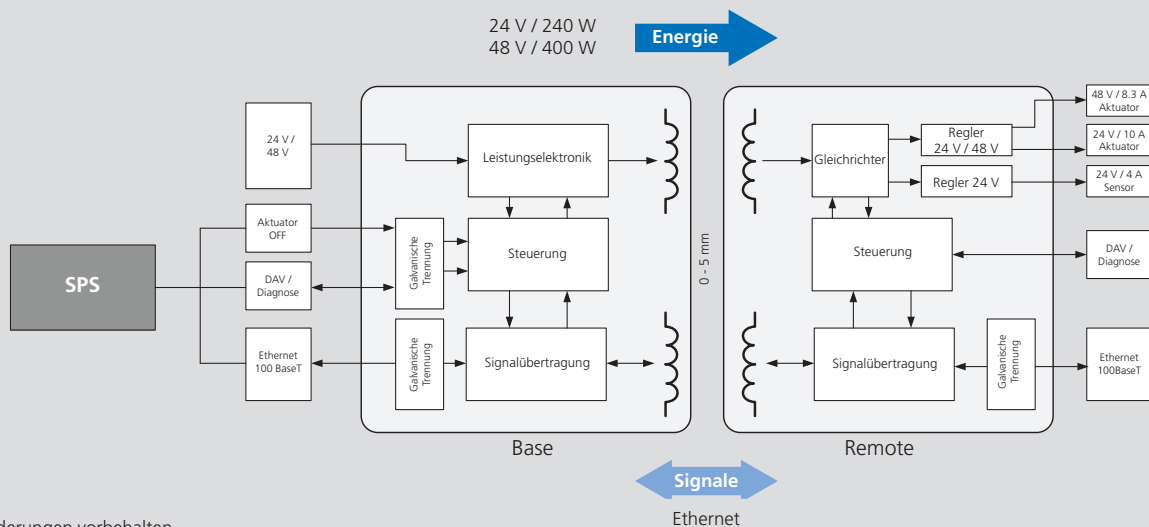 24 V / 240 W
48 V / 400 W
Energie
24 V /
48 V
Leistungselektronik
Gleichrichter
Regler
24 V / 48 V
Regler 24 V
48 V / 8.3 A
Aktuator
24 V / 10 A
Aktuator
24 V / 4 A
Sensor
SPS
Aktuator
OFF
DAV /
Diagnose
Galvanische
Trennung
Steuerung
0 - 5 mm
Steuerung
DAV /
Diagnose
Ethernet
100 BaseT
Galvanische
Trennung
Signalübertragung
Signalübertragung
Galvanische
Trennung
Ethernet
100BaseT
Base
Remote
Signale
Ethernet
vorbehalten